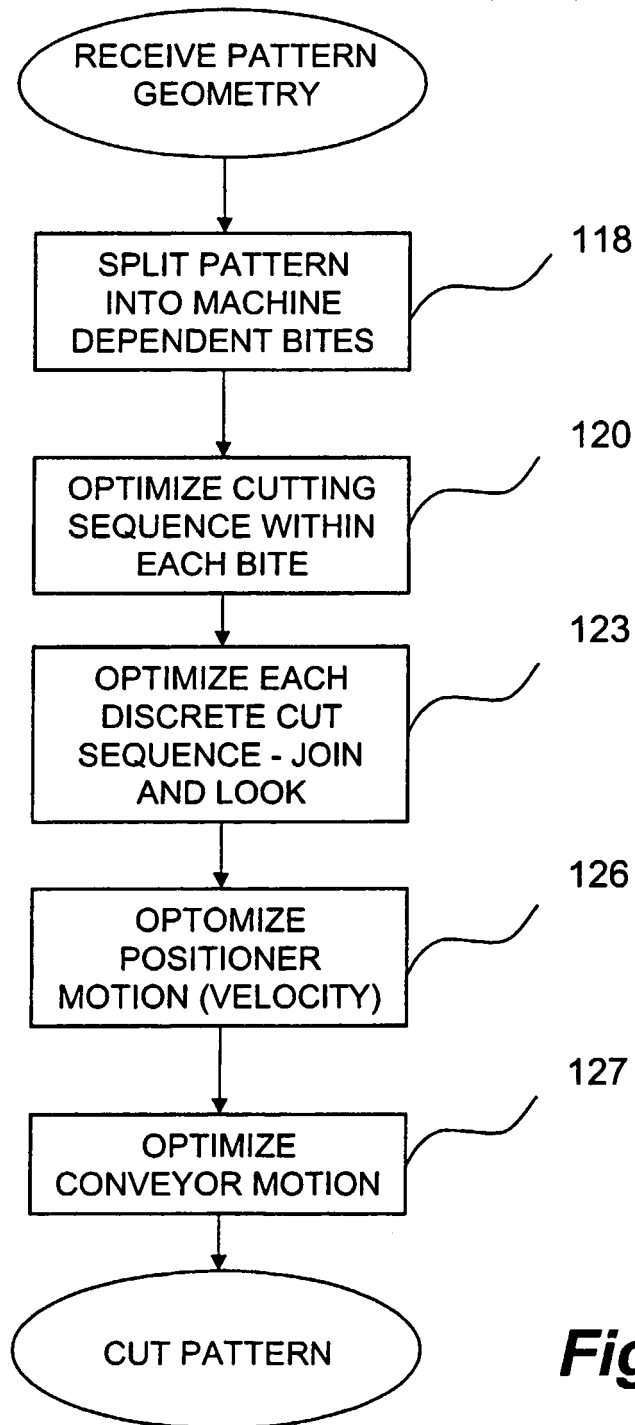 RECEIVE PATTERN
GEOMETRY
118
SPLIT PATTERN
INTO MACHINE
DEPENDENT BITES
120
OPTIMIZE CUTTING
SEQUENCE WITHIN
EACH BITE
123
OPTIMIZE EACH
DISCRETE CUT
SEQUENCE - JOIN
AND LOOK
126
OPTOMIZE
POSITIONER
MOTION (VELOCITY)
127
OPTIMIZE
CONVEYOR MOTION
CUT PATTERN
Fig